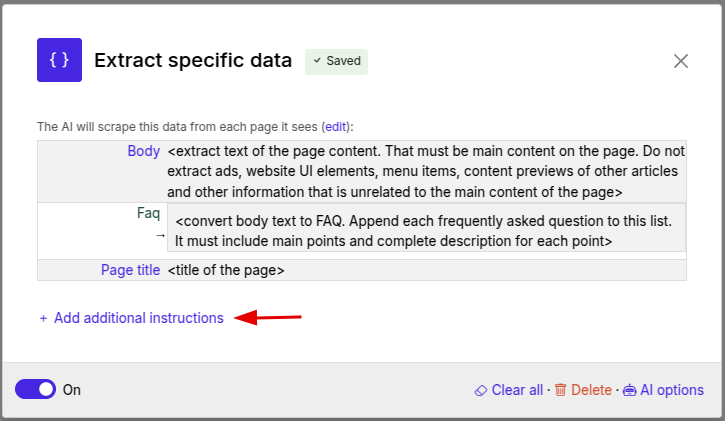 { }
Extract specific data
✓ Saved
The AI will scrape this data from each page it sees (edit):
Body <extract text of the page content. That must be main content on the page. Do not
extract ads, website UI elements, menu items, content previews of other articles
and other information that is unrelated to the main content of the page>
Faq <convert body text to FAQ. Append each frequently asked question to this list.
→ It must include main points and complete description for each point>
Page title <title of the page>
+ Add additional instructions
On
Clear all · Delete · AI options